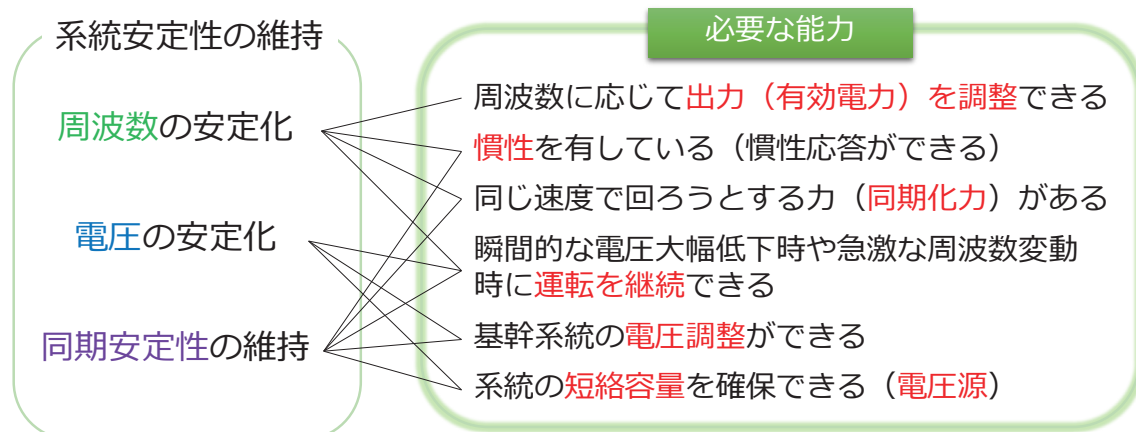 系統安定性の維持
周波数の安定化
電圧の安定化
同期安定性の維持
必要な能力
周波数に応じて出力（有効電力）を調整できる
慣性を有している（慣性応答ができる）
同じ速度で回ろうとする力（同期化力）がある
瞬間的な電圧大幅低下時や急激な周波数変動
時に運転を継続できる
基幹系統の電圧調整ができる
系統の短絡容量を確保できる（電圧源）